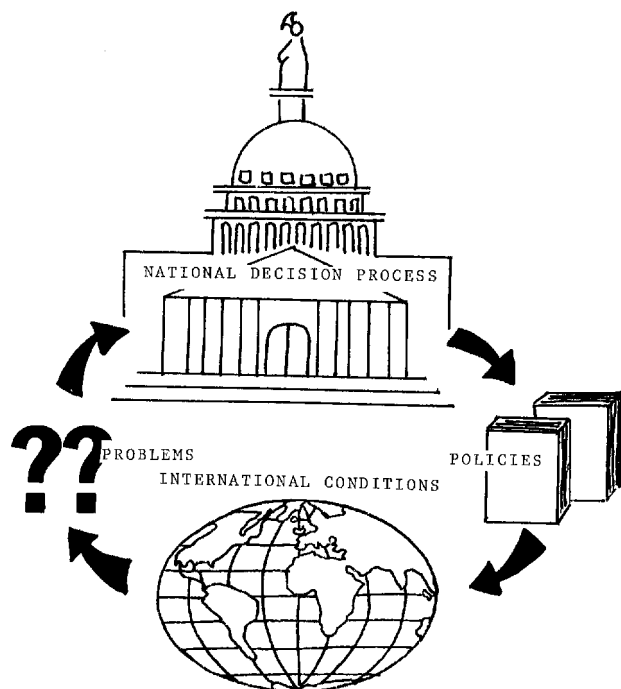 NATIONAL DECISION PROCESS
??
PROBLEMS
POLICIES
INTERNATIONAL CONDITIONS